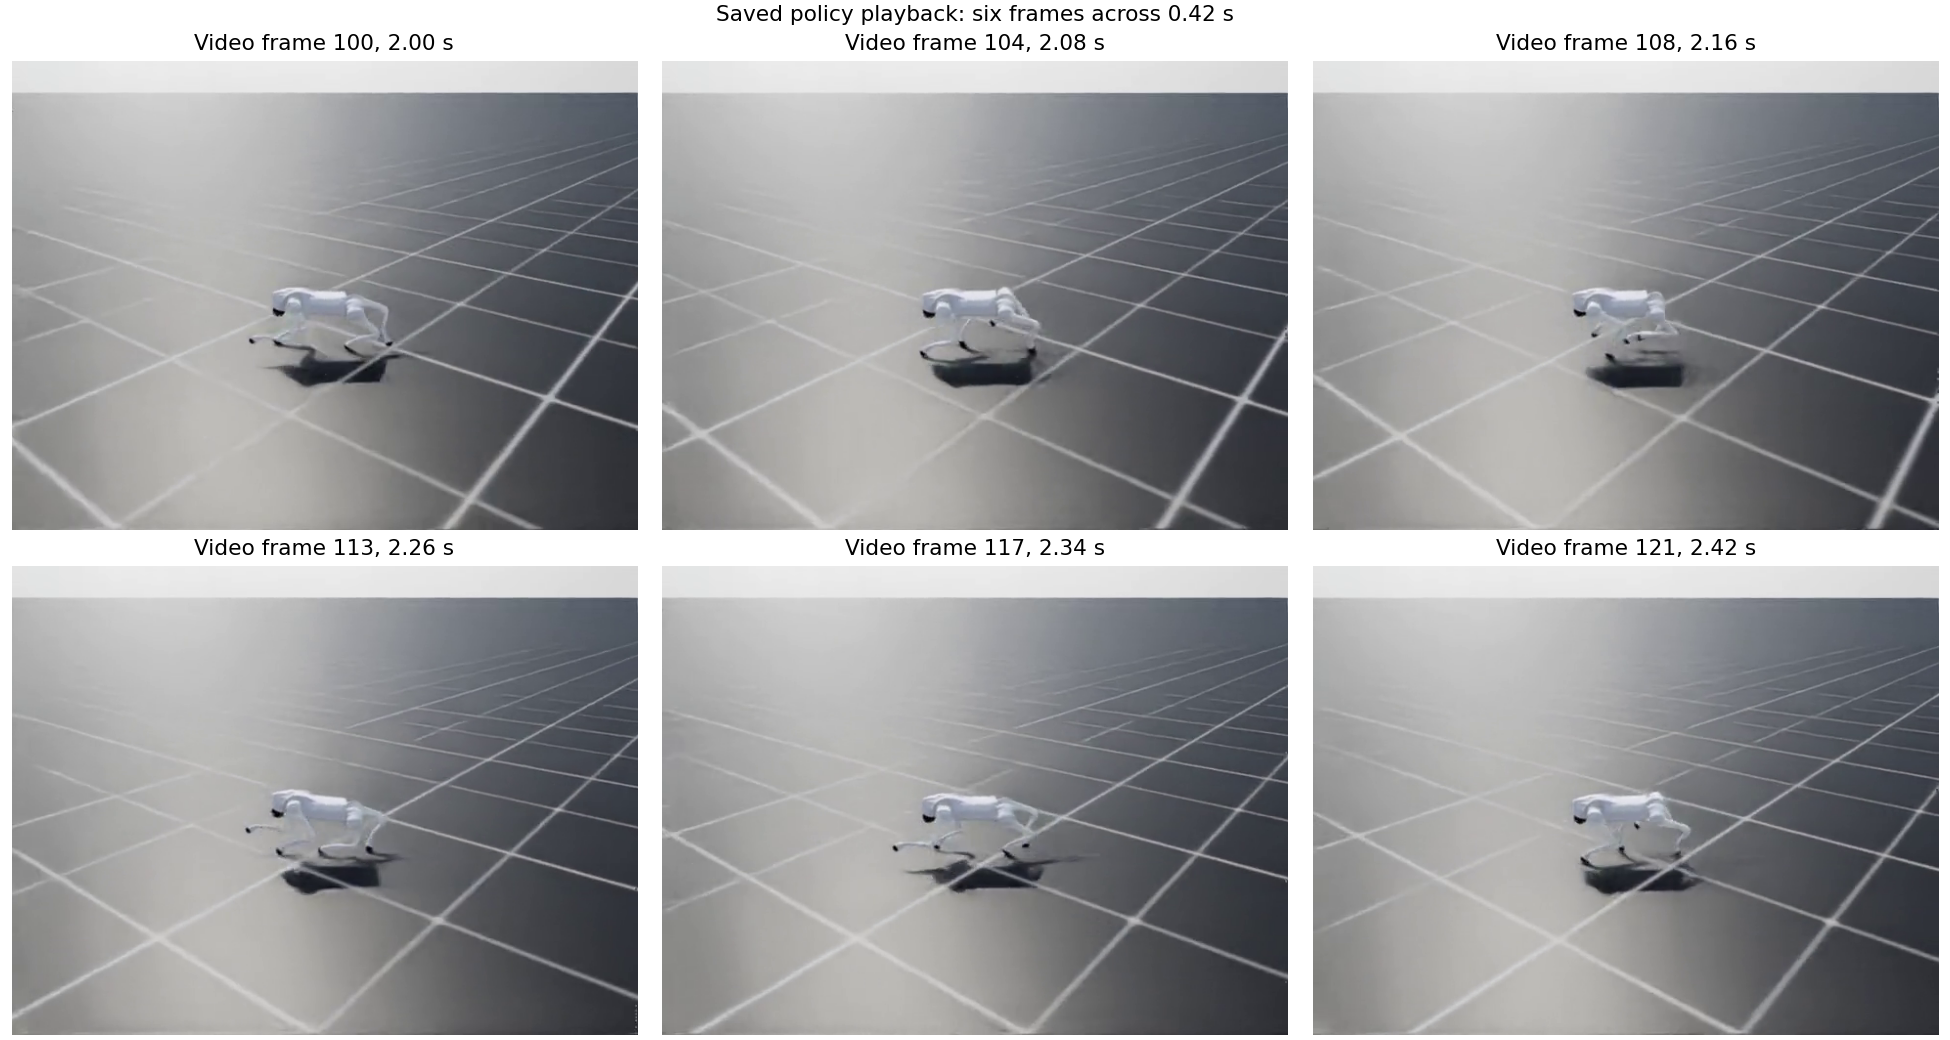 Saved policy playback: six frames across 0.42 s
Video frame 100, 2.00 s
Video frame 104, 2.08 s
Video frame 108, 2.16 s
Video frame 113, 2.26 s
Video frame 117, 2.34 s
Video frame 121, 2.42 s